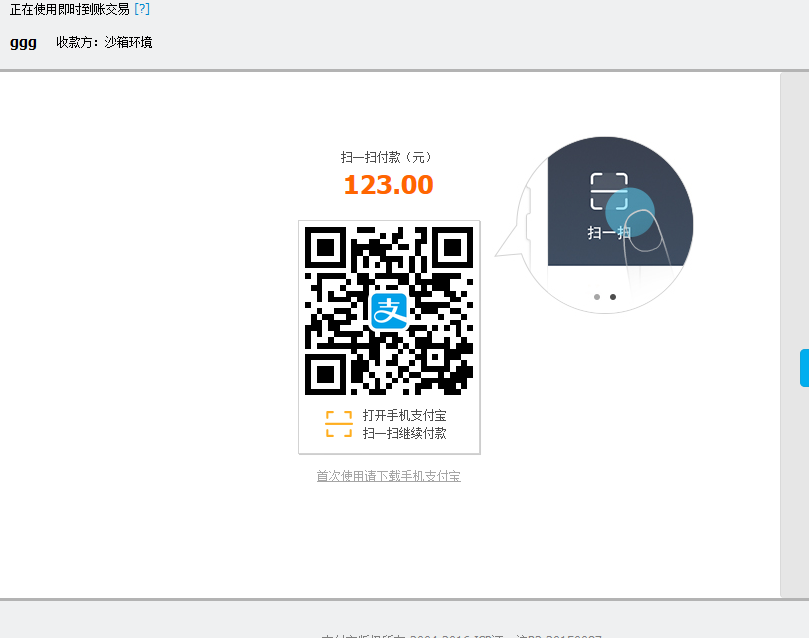 正在使用即时到账交易 [?]
ggg 收款方：沙箱环境
扫一扫付款（元）
123.00
扫一扫
支
打开手机支付宝
扫一扫继续付款
首次使用请下载手机支付宝